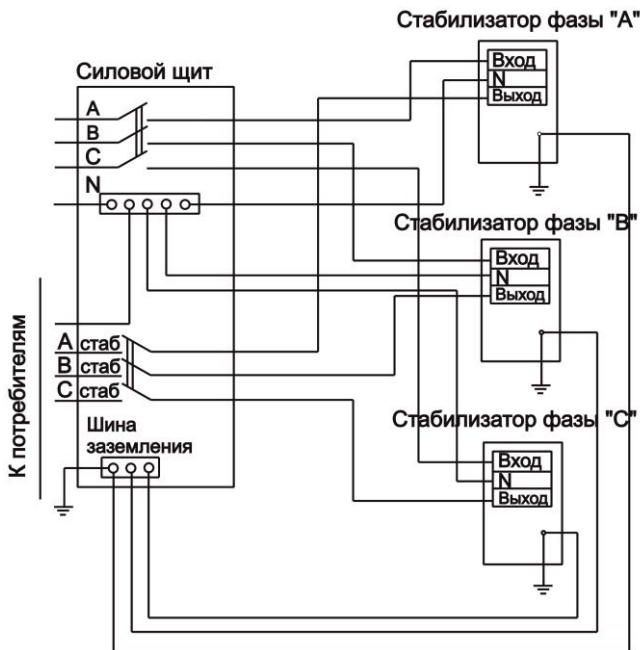 Стабилизатор фазы "А"
Силовой щит
Вход
N
Выход
А
В
С
N
Стабилизатор фазы "В"
Вход
N
Выход
К потребителям
А стаб
В стаб
С стаб
Шина
заземления
Стабилизатор фазы "С"
Вход
N
Выход